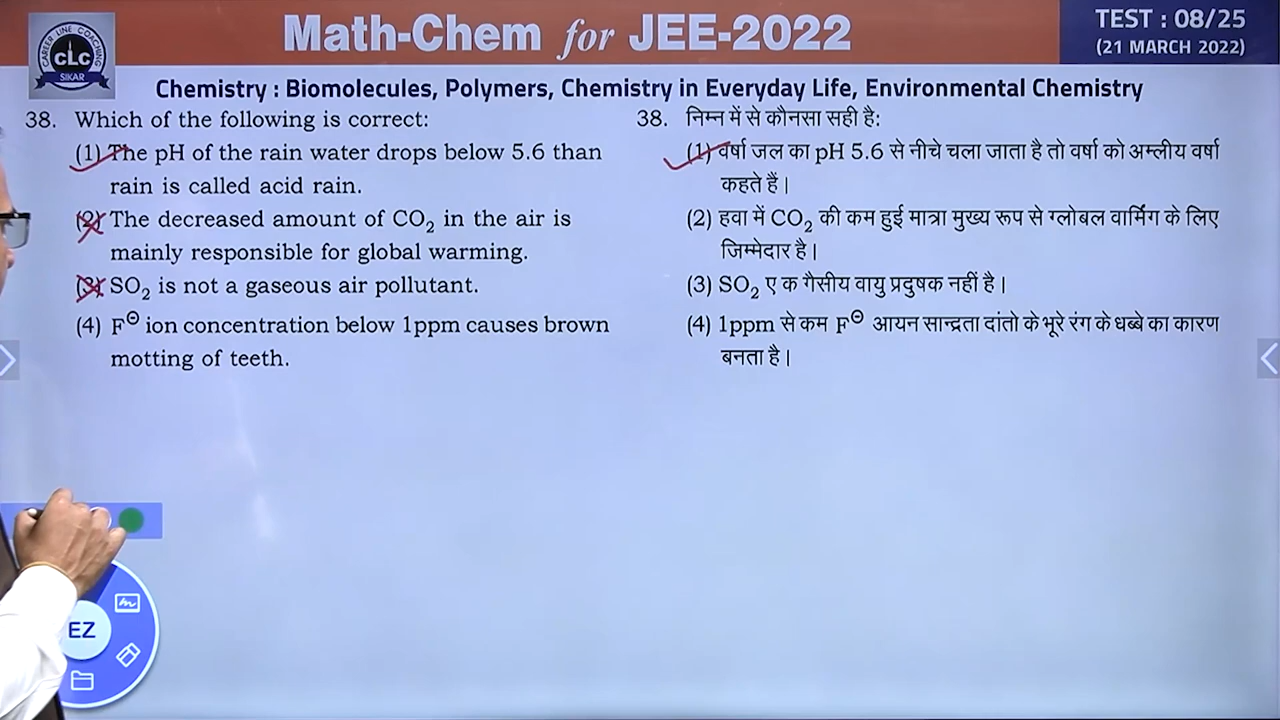 CAREER LINE COACHING
CLC
SIKAR
Math-Chem for JEE-2022
TEST : 08/25
(21 MARCH 2022)
Chemistry : Biomolecules, Polymers, Chemistry in Everyday Life, Environmental Chemistry
38. Which of the following is correct:
(1) The pH of the rain water drops below 5.6 than
rain is called acid rain.
(2) The decreased amount of CO₂ in the air is
mainly responsible for global warming.
(3) SO₂ is not a gaseous air pollutant.
(4) F⊖ ion concentration below 1ppm causes brown
motting of teeth.
38. निम्न में से कौनसा सही है:
(1) वर्षा जल का pH 5.6 से नीचे चला जाता है तो वर्षा को अम्लीय वर्षा
कहते हैं।
(2) हवा में CO₂ की कम हुई मात्रा मुख्य रूप से ग्लोबल वार्मिंग के लिए
जिम्मेदार है।
(3) SO₂ ए क गैसीय वायु प्रदुषक नहीं है।
(4) 1ppm से कम F⊖ आयन सान्द्रता दांतो के भूरे रंग के धब्बे का कारण
बनता है।
EZ